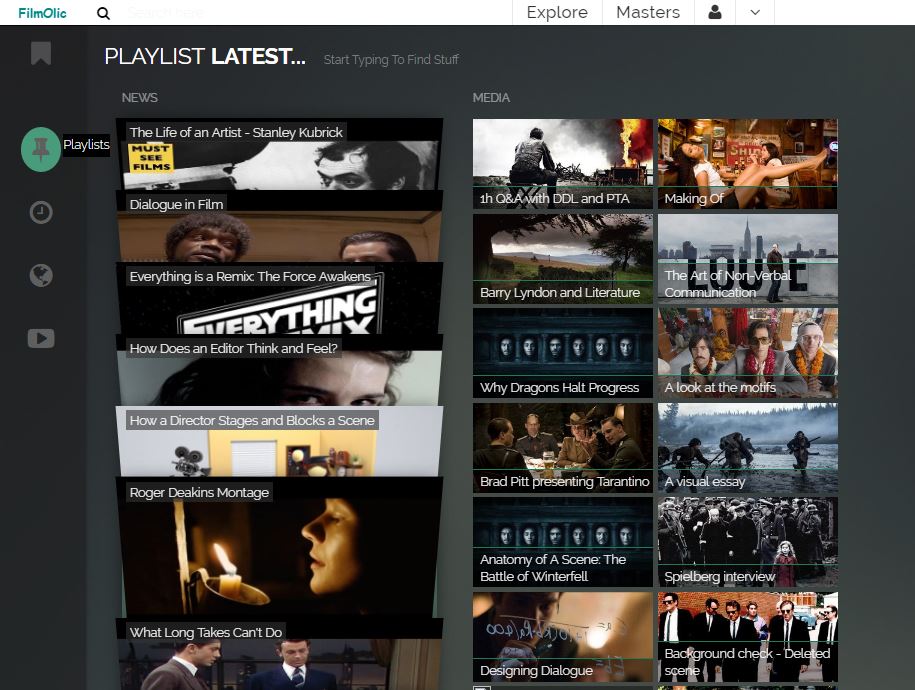 FilmOlic
Search here
Explore
Masters
PLAYLIST LATEST...
Start Typing To Find Stuff
Playlists
NEWS
The Life of an Artist - Stanley Kubrick
MUST
SEE
FILMS
Dialogue in Film
Everything is a Remix: The Force Awakens
EVERYTHING
How Does an Editor Think and Feel?
How a Director Stages and Blocks a Scene
Roger Deakins Montage
What Long Takes Can't Do
MEDIA
1h Q&A with DDL and PTA
Making Of
Barry Lyndon and Literature
The Art of Non-Verbal
Communication
Why Dragons Halt Progress
A look at the motifs
Brad Pitt presenting Tarantino
A visual essay
Anatomy of A Scene: The
Battle of Winterfell
Spielberg interview
Designing Dialogue
Background check - Deleted
scene